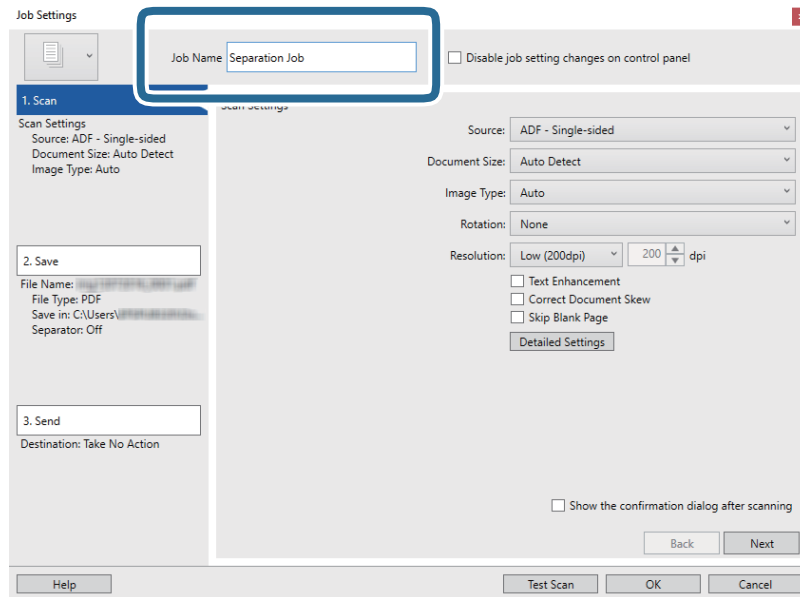 Job Settings
Job Name Separation Job
Disable job setting changes on control panel
1. Scan
Scan Settings
Source: ADF - Single-sided
Document Size: Auto Detect
Image Type: Auto
2. Save
File Name:
File Type: PDF
Save in: C:\Users\
Separator: Off
3. Send
Destination: Take No Action
Scan Settings
Source: ADF - Single-sided
Document Size: Auto Detect
Image Type: Auto
Rotation: None
Resolution: Low (200dpi) 200 dpi
Text Enhancement
Correct Document Skew
Skip Blank Page
Detailed Settings
Show the confirmation dialog after scanning
Back Next
Help Test Scan OK Cancel